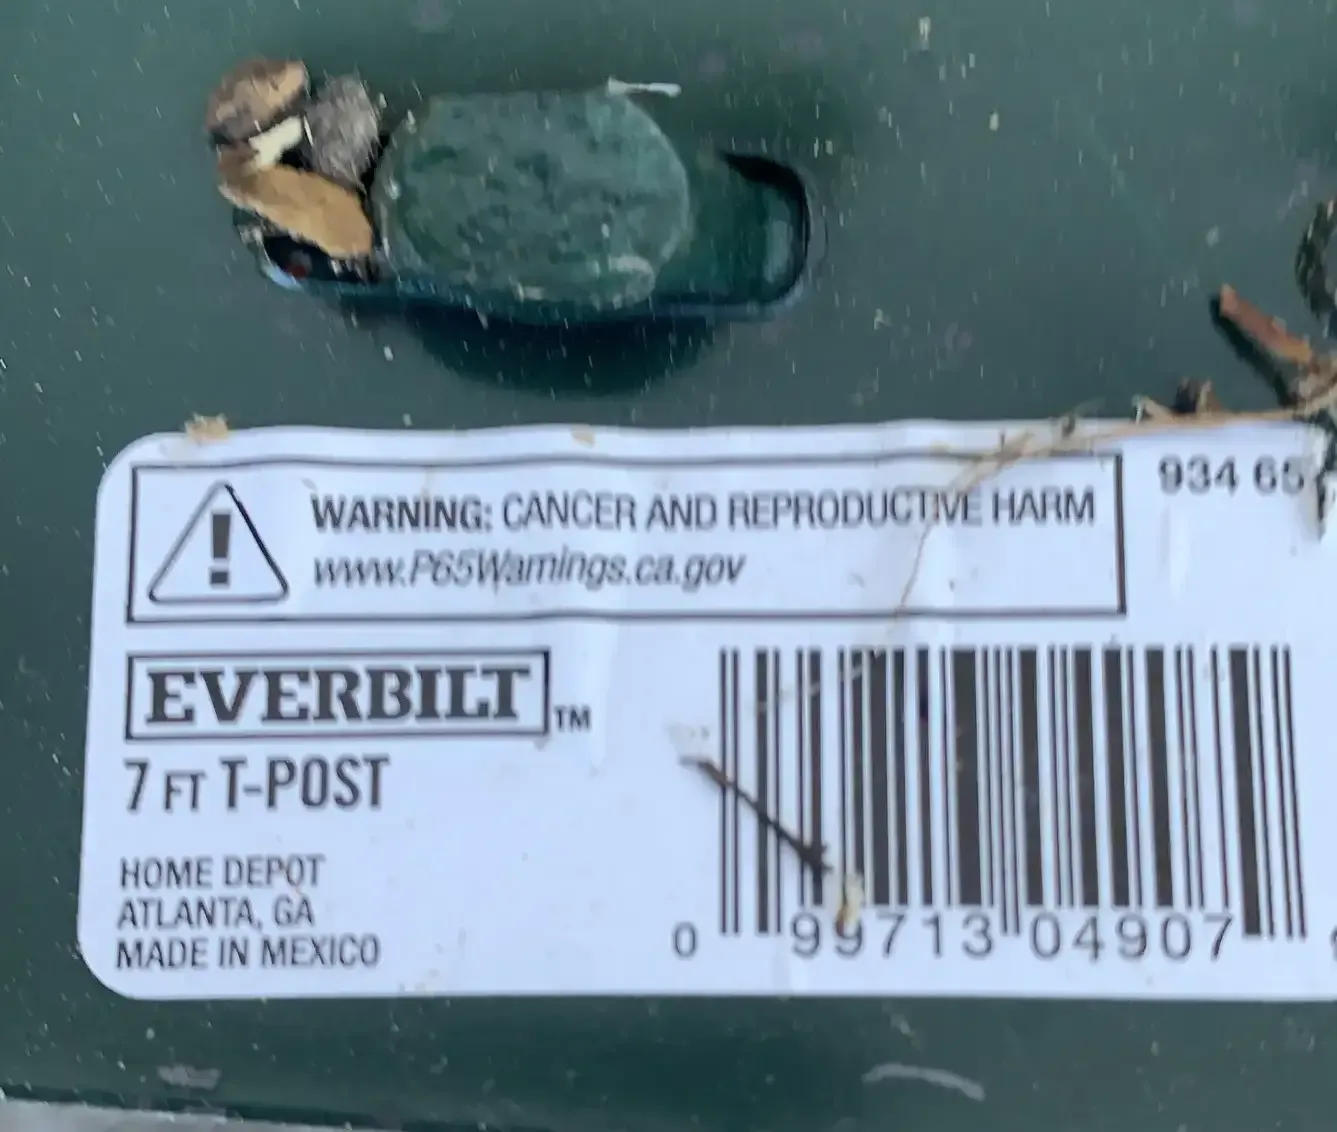 WARNING: CANCER AND REPRODUCTIVE HARM
www.P65Warnings.ca.gov
934 65
EVERBILT™
7 FT T-POST
HOME DEPOT
ATLANTA, GA
MADE IN MEXICO
0 99713 04907